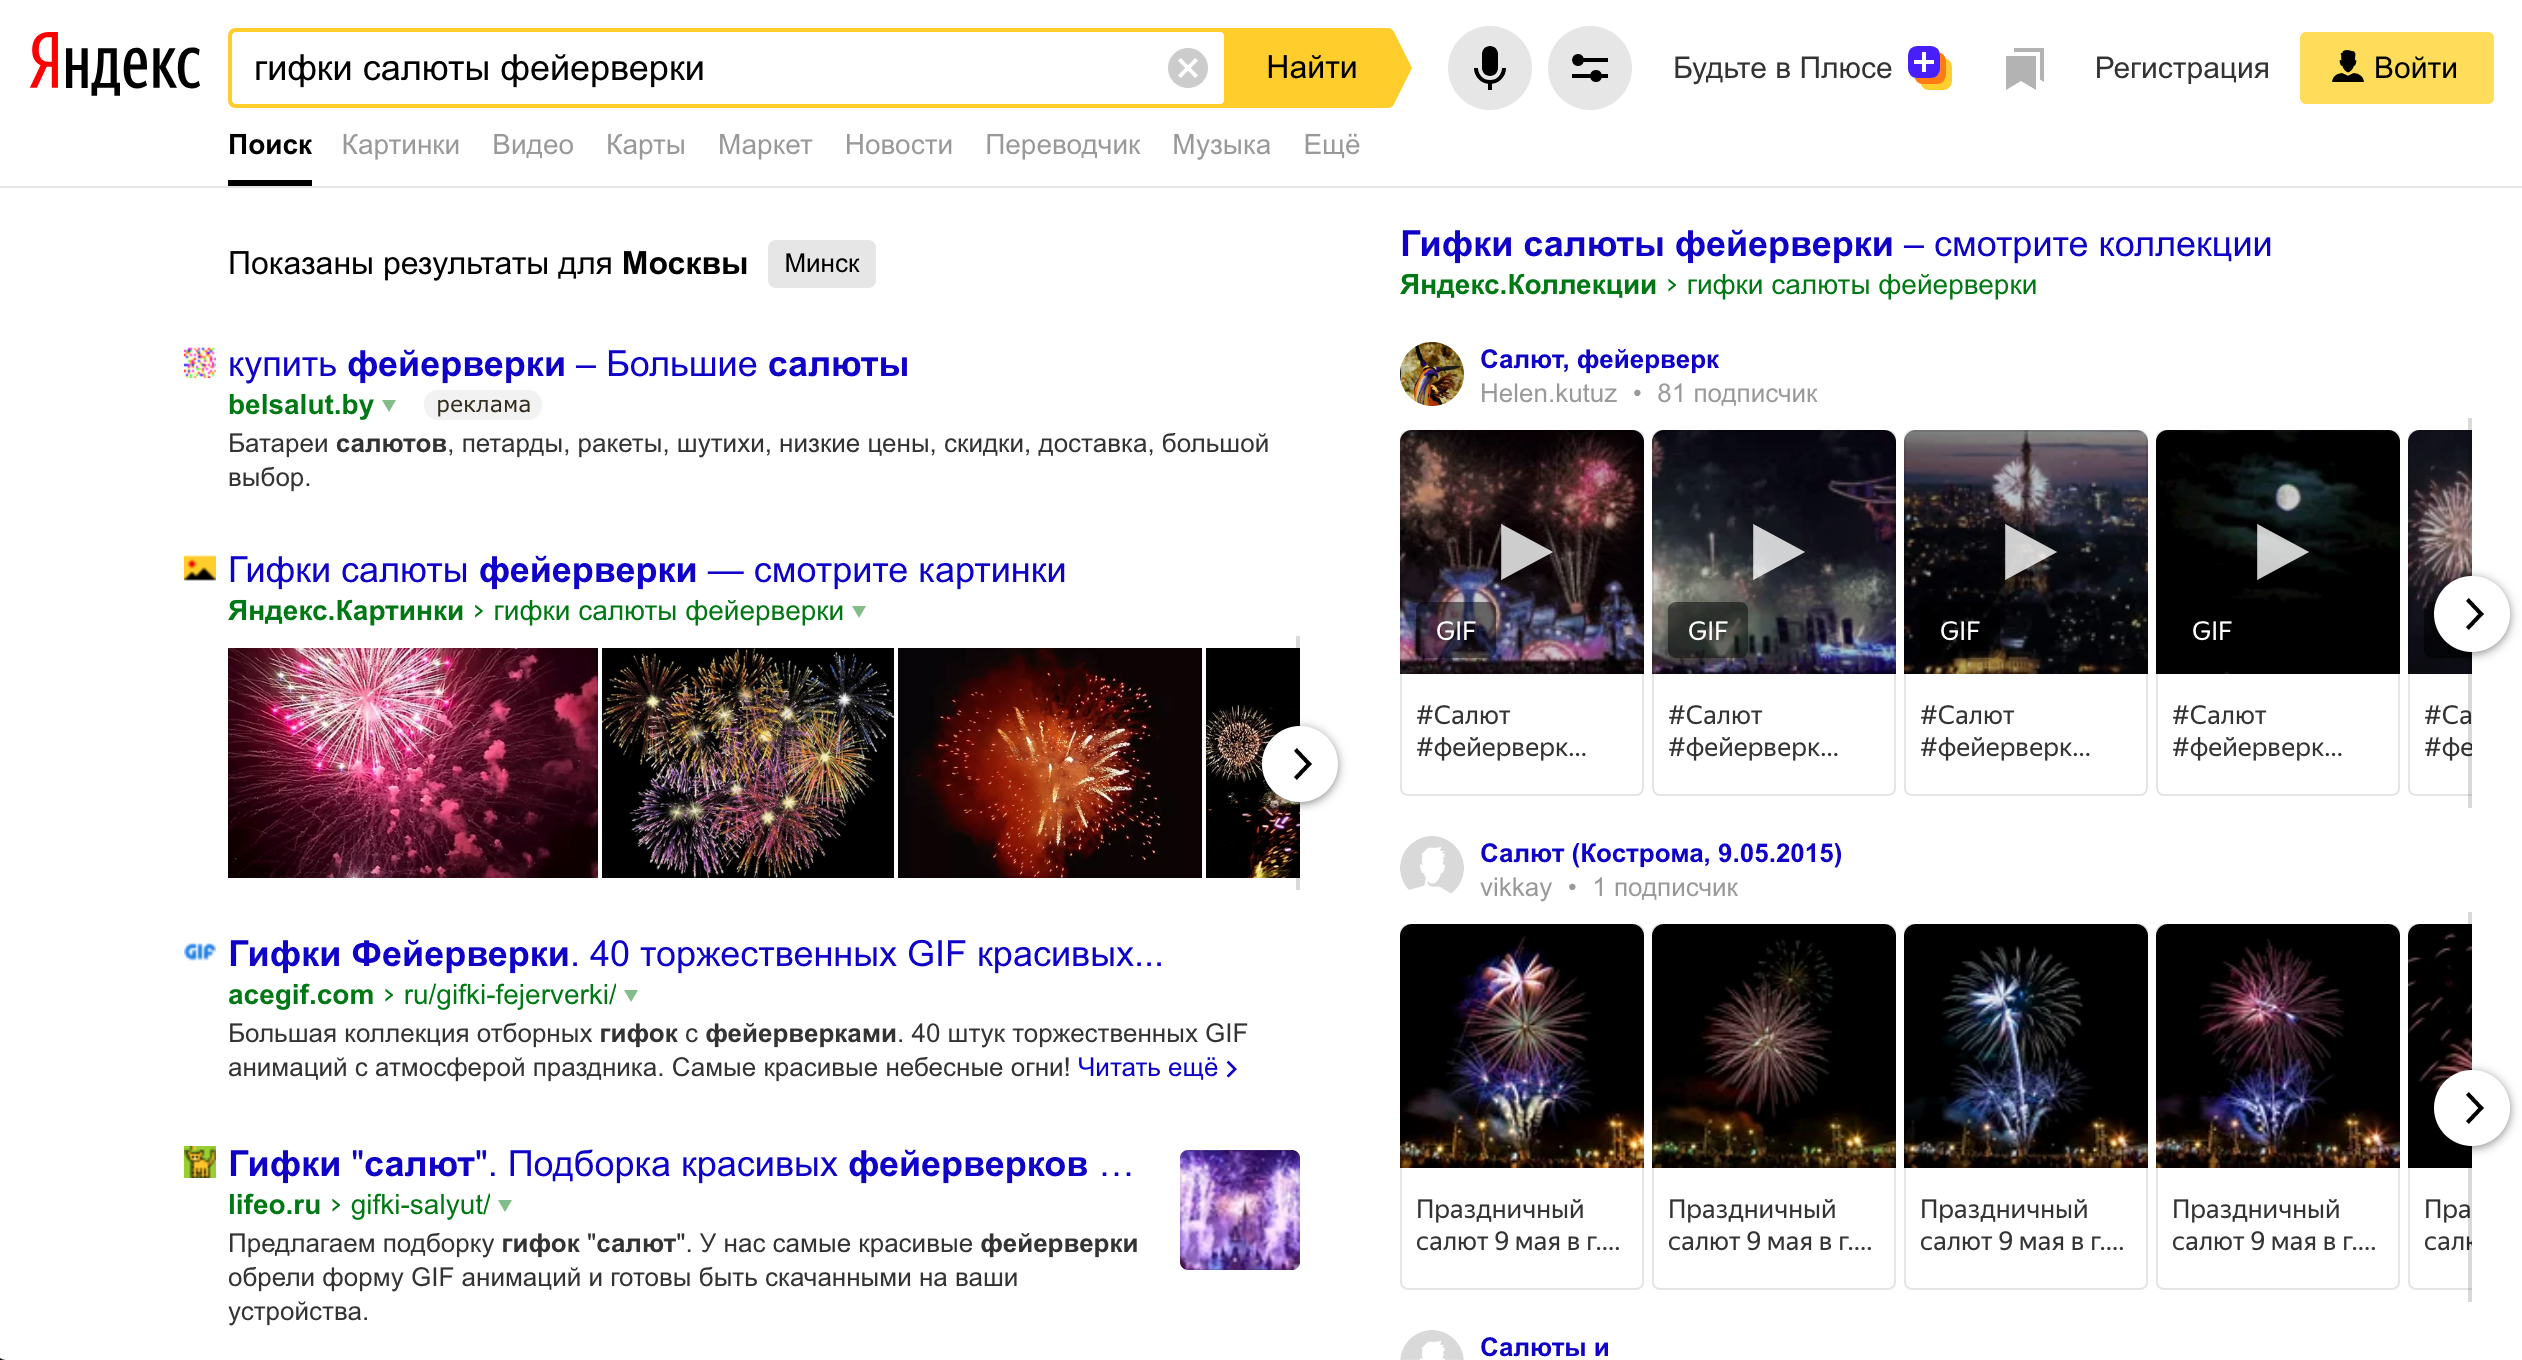 Яндекс
гифки салюты фейерверки
Найти
Будьте в Плюсе
Регистрация
Войти
Поиск Картинки Видео Карты Маркет Новости Переводчик Музыка Ещё
Показаны результаты для Москвы
Минск
купить фейерверки – Большие салюты
belsalut.by
реклама
Батареи салютов, петарды, ракеты, шутихи, низкие цены, скидки, доставка, большой
выбор.
Гифки салюты фейерверки — смотрите картинки
Яндекс.Картинки › гифки салюты фейерверки
GIF
Гифки Фейерверки. 40 торжественных GIF красивых...
acegif.com › ru/gifki-fejerverki/
Большая коллекция отборных гифок с фейерверками. 40 штук торжественных GIF
анимаций с атмосферой праздника. Самые красивые небесные огни! Читать ещё ›
Гифки "салют". Подборка красивых фейерверков …
lifeo.ru › gifki-salyut/
Предлагаем подборку гифок "салют". У нас самые красивые фейерверки
обрели форму GIF анимаций и готовы быть скачанными на ваши
устройства.
Гифки салюты фейерверки – смотрите коллекции
Яндекс.Коллекции › гифки салюты фейерверки
Салют, фейерверк
Helen.kutuz • 81 подписчик
GIF
GIF
GIF
GIF
#Салют
#фейерверк...
#Салют
#фейерверк...
#Салют
#фейерверк...
#Салют
#фейерверк...
#Са
#фе
Салют (Кострома, 9.05.2015)
vikkay • 1 подписчик
Праздничный
салют 9 мая в г....
Праздничный
салют 9 мая в г....
Праздничный
салют 9 мая в г....
Праздничный
салют 9 мая в г....
Пра
сал
Салюты и